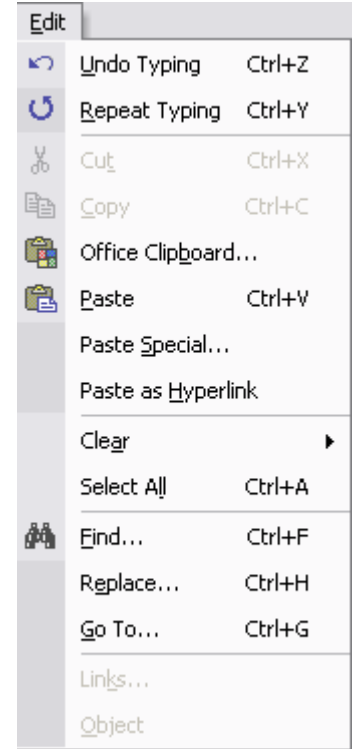 Edit
Undo Typing Ctrl+Z
Repeat Typing Ctrl+Y
Cut Ctrl+X
Copy Ctrl+C
Office Clipboard...
Paste Ctrl+V
Paste Special...
Paste as Hyperlink
Clear
Select All Ctrl+A
Find... Ctrl+F
Replace... Ctrl+H
Go To... Ctrl+G
Links...
Object